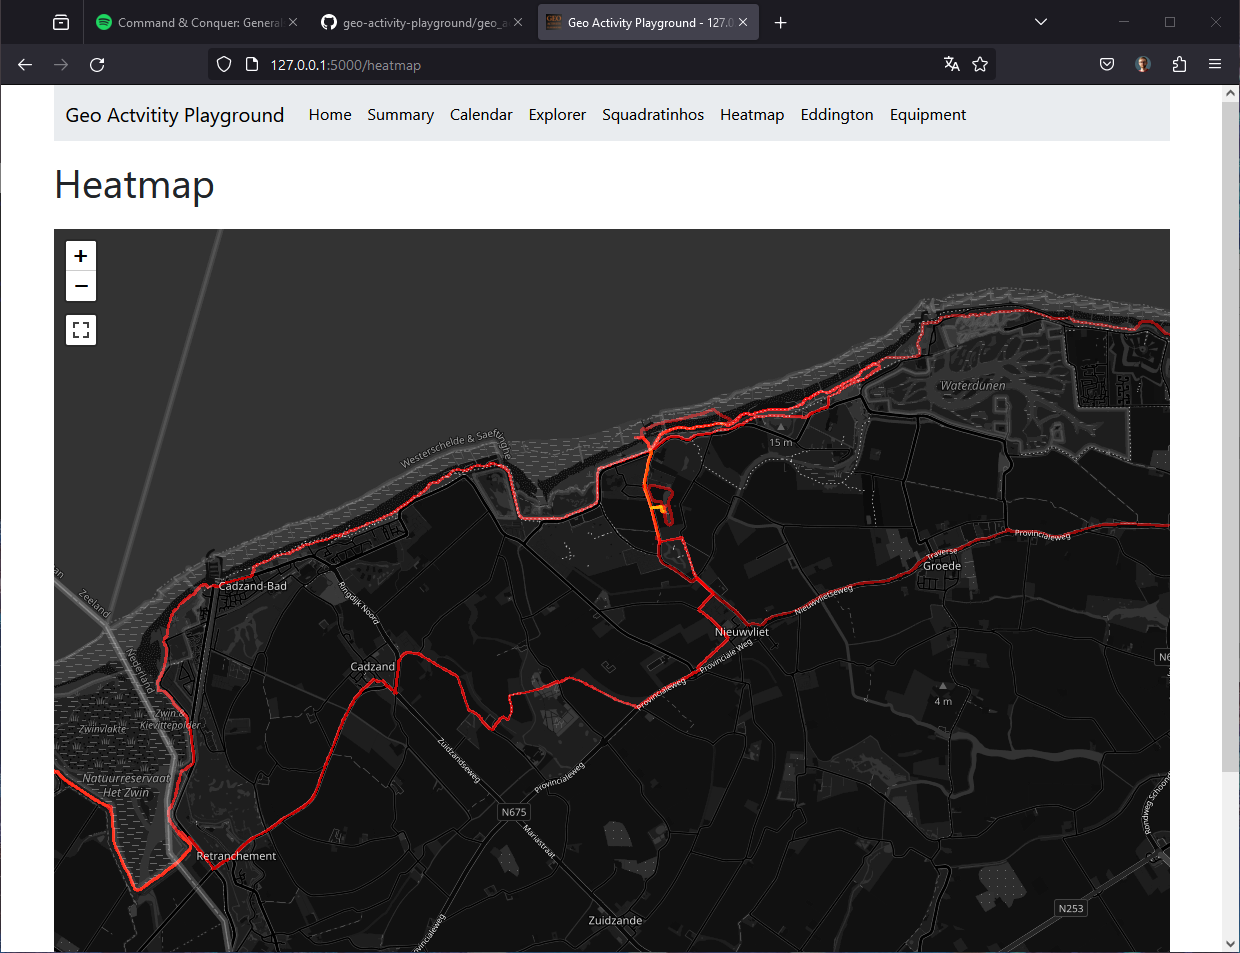 Command & Conquer: General
geo-activity-playground/geo_a
Geo Activity Playground - 127.0
127.0.0.1:5000/heatmap
Geo Actvitity Playground
Home
Summary
Calendar
Explorer
Squadratinhos
Heatmap
Eddington
Equipment
Heatmap
+
−
Waterdunen
15 m
Westerschelde & Saeftinghe
Provincialeweg
Traverse
Groede
Cadzand-Bad
Ringdijk Noord
Nieuwvlietseweg
Zeeland
Nieuwvliet
Provinciale Weg
Nederland
Cadzand
N6
Provincialeweg
4 m
Zwin &
Kievittepolder
Zwinvlakte
Zuidzandseweg
Natuurreservaat
Het Zwin
Provincialeweg
N675
Rondweg Schoond
Mariastraat
Retranchement
Zuidzande
N253
ovincialeweg